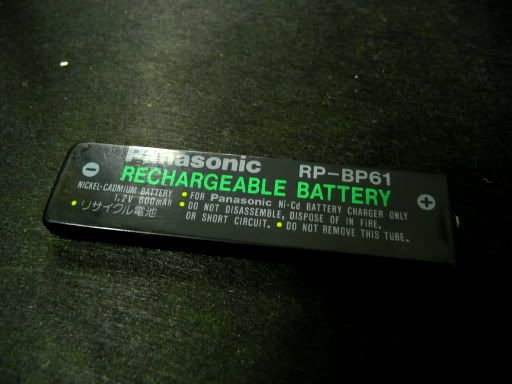 Panasonic RP-BP61
RECHARGEABLE BATTERY
NICKEL-CADMIUM BATTERY
1.2V 600mAh
• リサイクル電池
• FOR Panasonic Ni-Cd BATTERY CHARGER ONLY
• DO NOT DISASSEMBLE, DISPOSE OF IN FIRE,
OR SHORT CIRCUIT. • DO NOT REMOVE THIS TUBE.